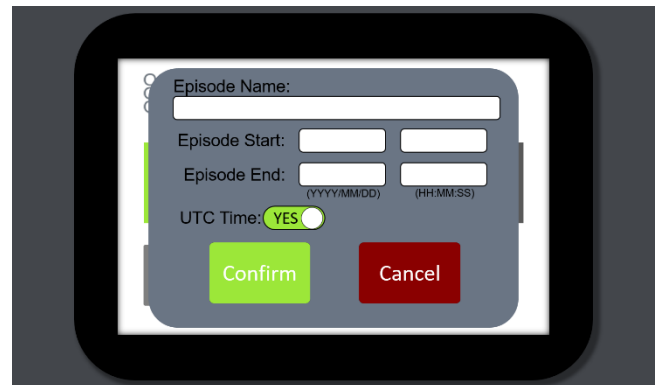 Episode Name:
Episode Start:
Episode End:
(YYYY/MM/DD) (HH:MM:SS)
UTC Time: YES
Confirm Cancel